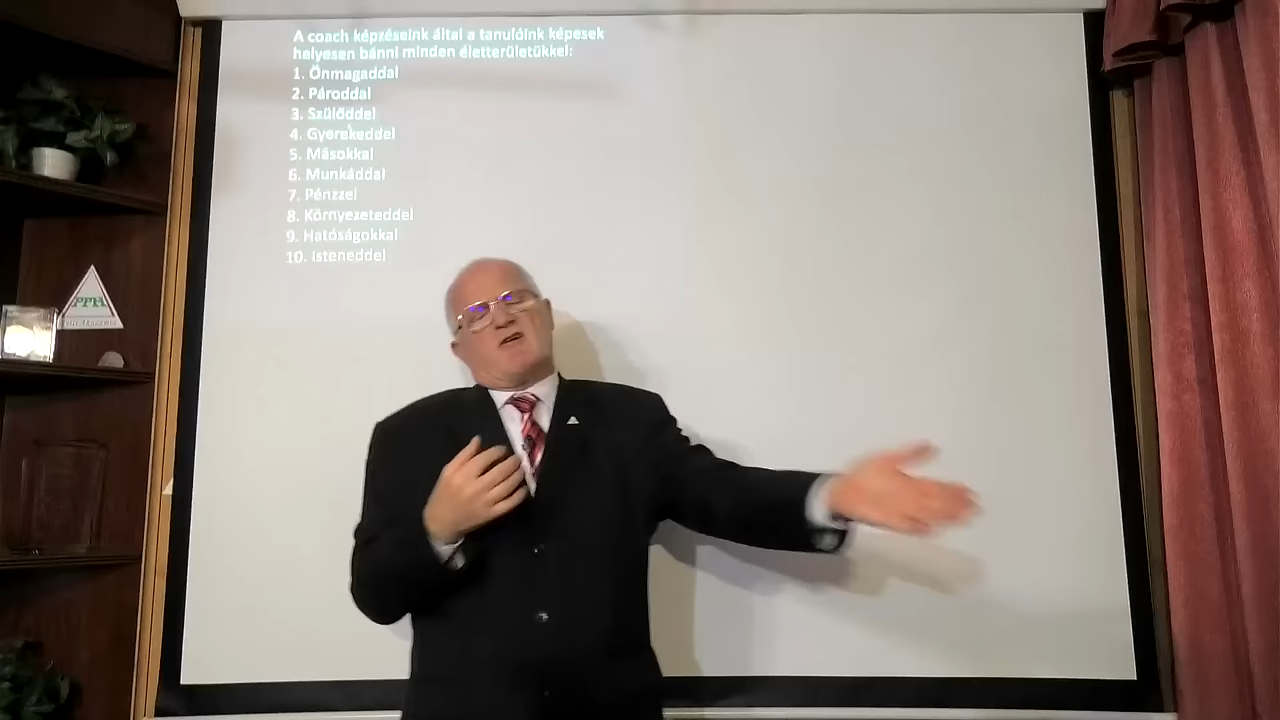 A coach képzéseink által a tanulóink képesek
helyesen bánni minden életterületükkel:
1. Önmagaddal
2. Pároddal
3. Szülőddel
4. Gyerekeddel
5. Másokkal
6. Munkáddal
7. Pénzzel
8. Környezeteddel
9. Hatóságokkal
10. Isteneddel